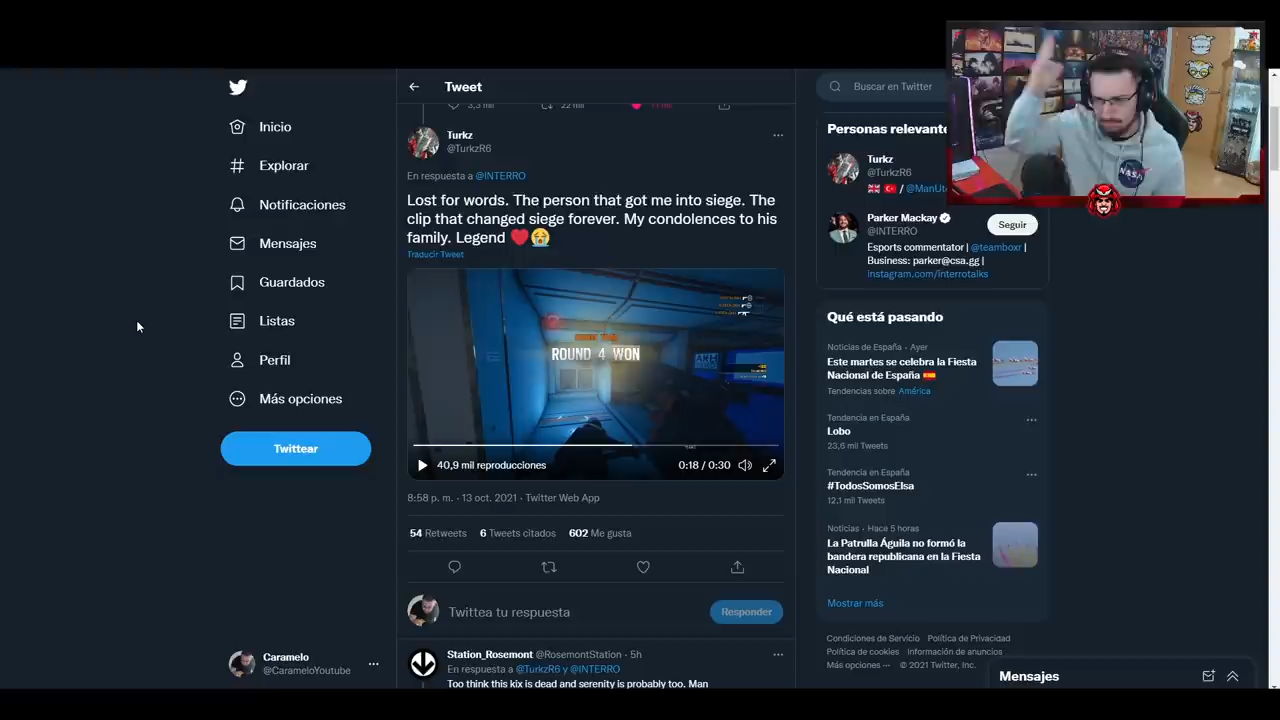 Inicio
Explorar
Notificaciones
Mensajes
Guardados
Listas
Perfil
Más opciones
Twittear
Caramelo
@CarameloYoutube
Tweet
Turkz
@TurkzR6
En respuesta a @INTERRO
Lost for words. The person that got me into siege. The
clip that changed siege forever. My condolences to his
family. Legend ❤️😭
Traducir Tweet
ROUND 4 WON
40,9 mil reproducciones
0:18 / 0:30
8:58 p. m. · 13 oct. 2021 · Twitter Web App
54 Retweets 6 Tweets citados 602 Me gusta
Twittea tu respuesta
Responder
Station_Rosemont @RosemontStation · 5h
En respuesta a @TurkzR6 y @INTERRO
Too think this kix is dead and serenity is probably too. Man
Buscar en Twitter
Personas relevante
Turkz
@TurkzR6
🇬🇧 🇹🇷 / @ManUt
Parker Mackay
@INTERRO
Seguir
Esports commentator | @teamboxr |
Business: parker@csa.gg |
instagram.com/interrotalks
Qué está pasando
Noticias de España · Ayer
Este martes se celebra la Fiesta
Nacional de España 🇪🇸
Tendencias sobre América
Tendencia en España
Lobo
23,6 mil Tweets
Tendencia en España
#TodosSomosElsa
12,1 mil Tweets
Noticias · Hace 5 horas
La Patrulla Águila no formó la
bandera republicana en la Fiesta
Nacional
Mostrar más
Condiciones de Servicio Política de Privacidad
Política de cookies Información de anuncios
Más opciones ··· © 2021 Twitter, Inc.
Mensajes
NASA